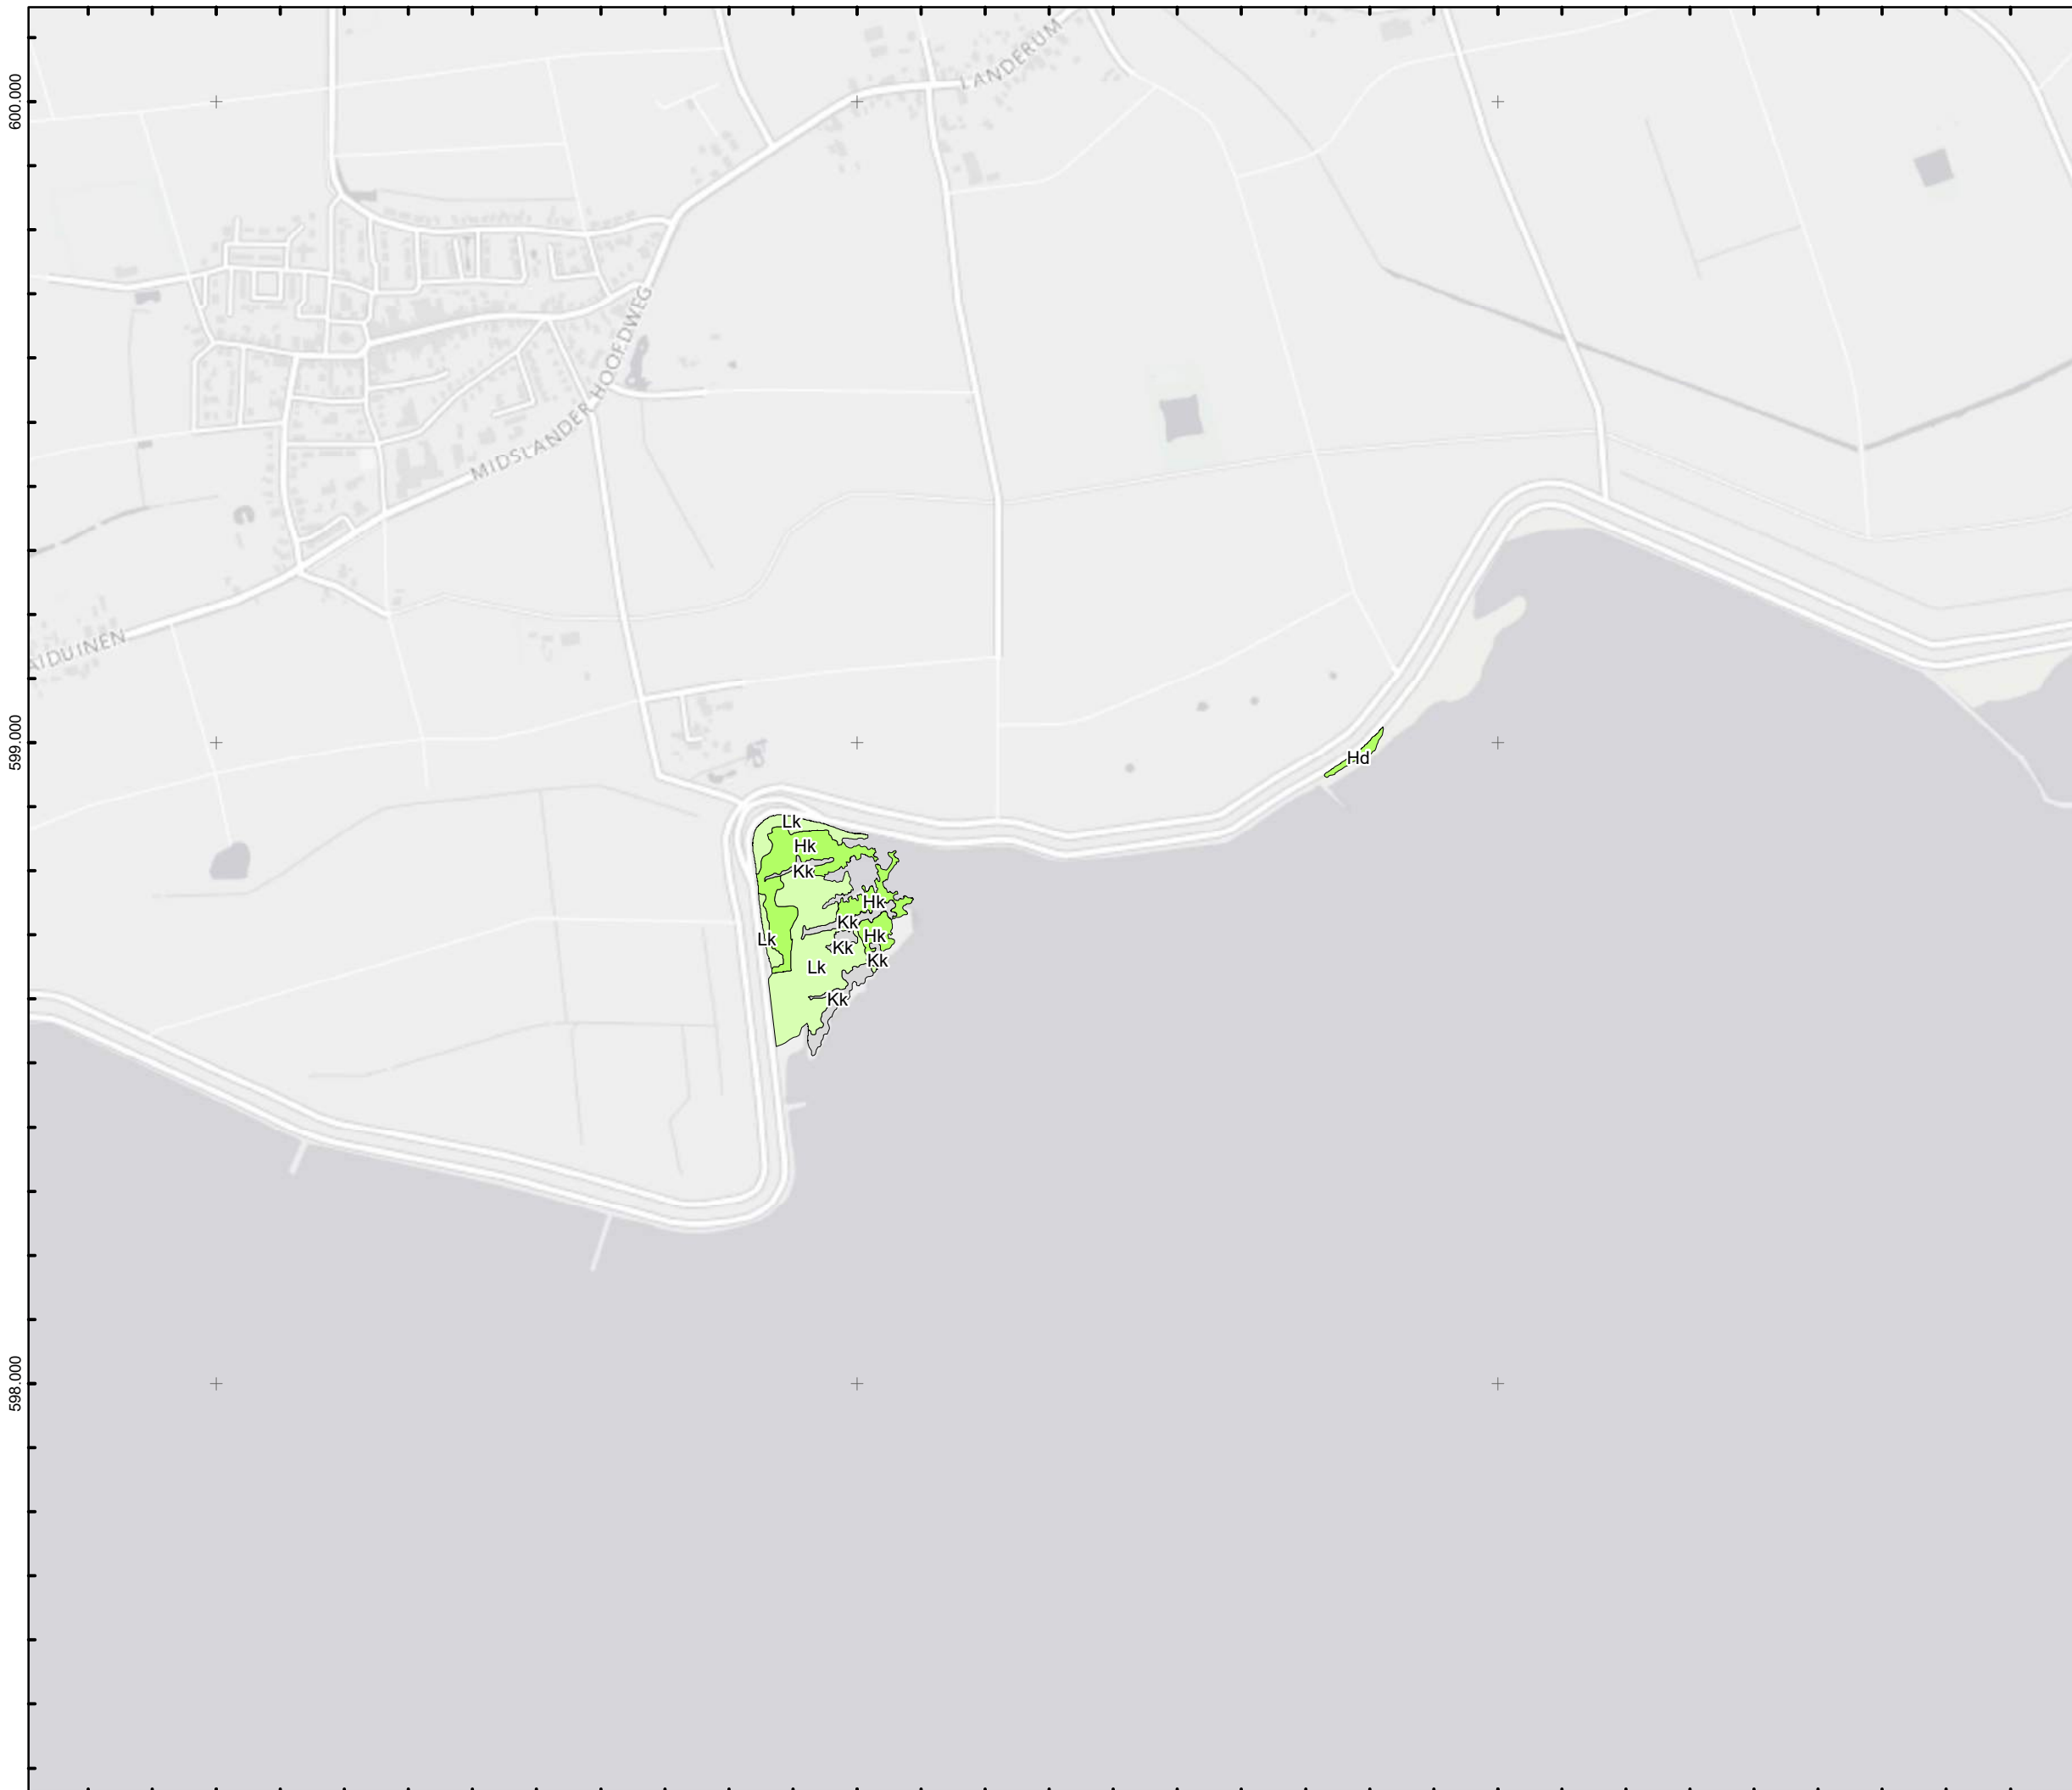 600.000
LANDERUM
MIDSLANDER HOOFDWEG
AIDUINEN
599.000
Hd
Lk
Hk
Kk
Hk
Kk
Hk
Lk
Kk
Kk
Lk
Kk
598.000